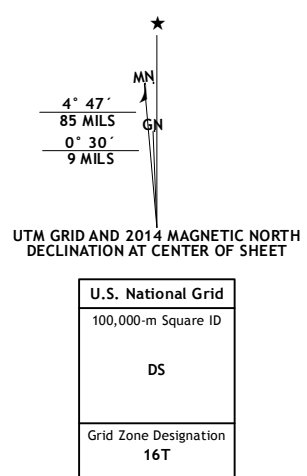 MN
4° 47´
85 MILS
GN
0° 30´
9 MILS
UTM GRID AND 2014 MAGNETIC NORTH
DECLINATION AT CENTER OF SHEET
U.S. National Grid
100,000-m Square ID
DS
Grid Zone Designation
16T